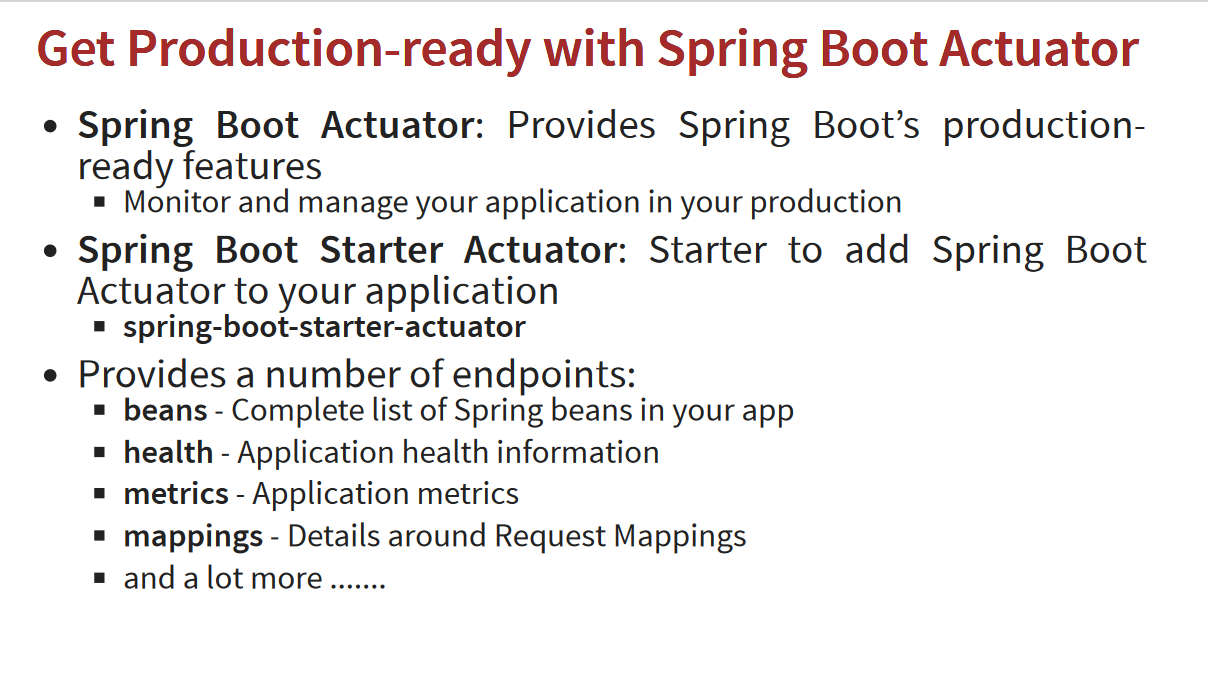 Get Production-ready with Spring Boot Actuator
• Spring Boot Actuator: Provides Spring Boot’s production-
ready features
▪ Monitor and manage your application in your production
• Spring Boot Starter Actuator: Starter to add Spring Boot
Actuator to your application
▪ spring-boot-starter-actuator
• Provides a number of endpoints:
▪ beans - Complete list of Spring beans in your app
▪ health - Application health information
▪ metrics - Application metrics
▪ mappings - Details around Request Mappings
▪ and a lot more .......